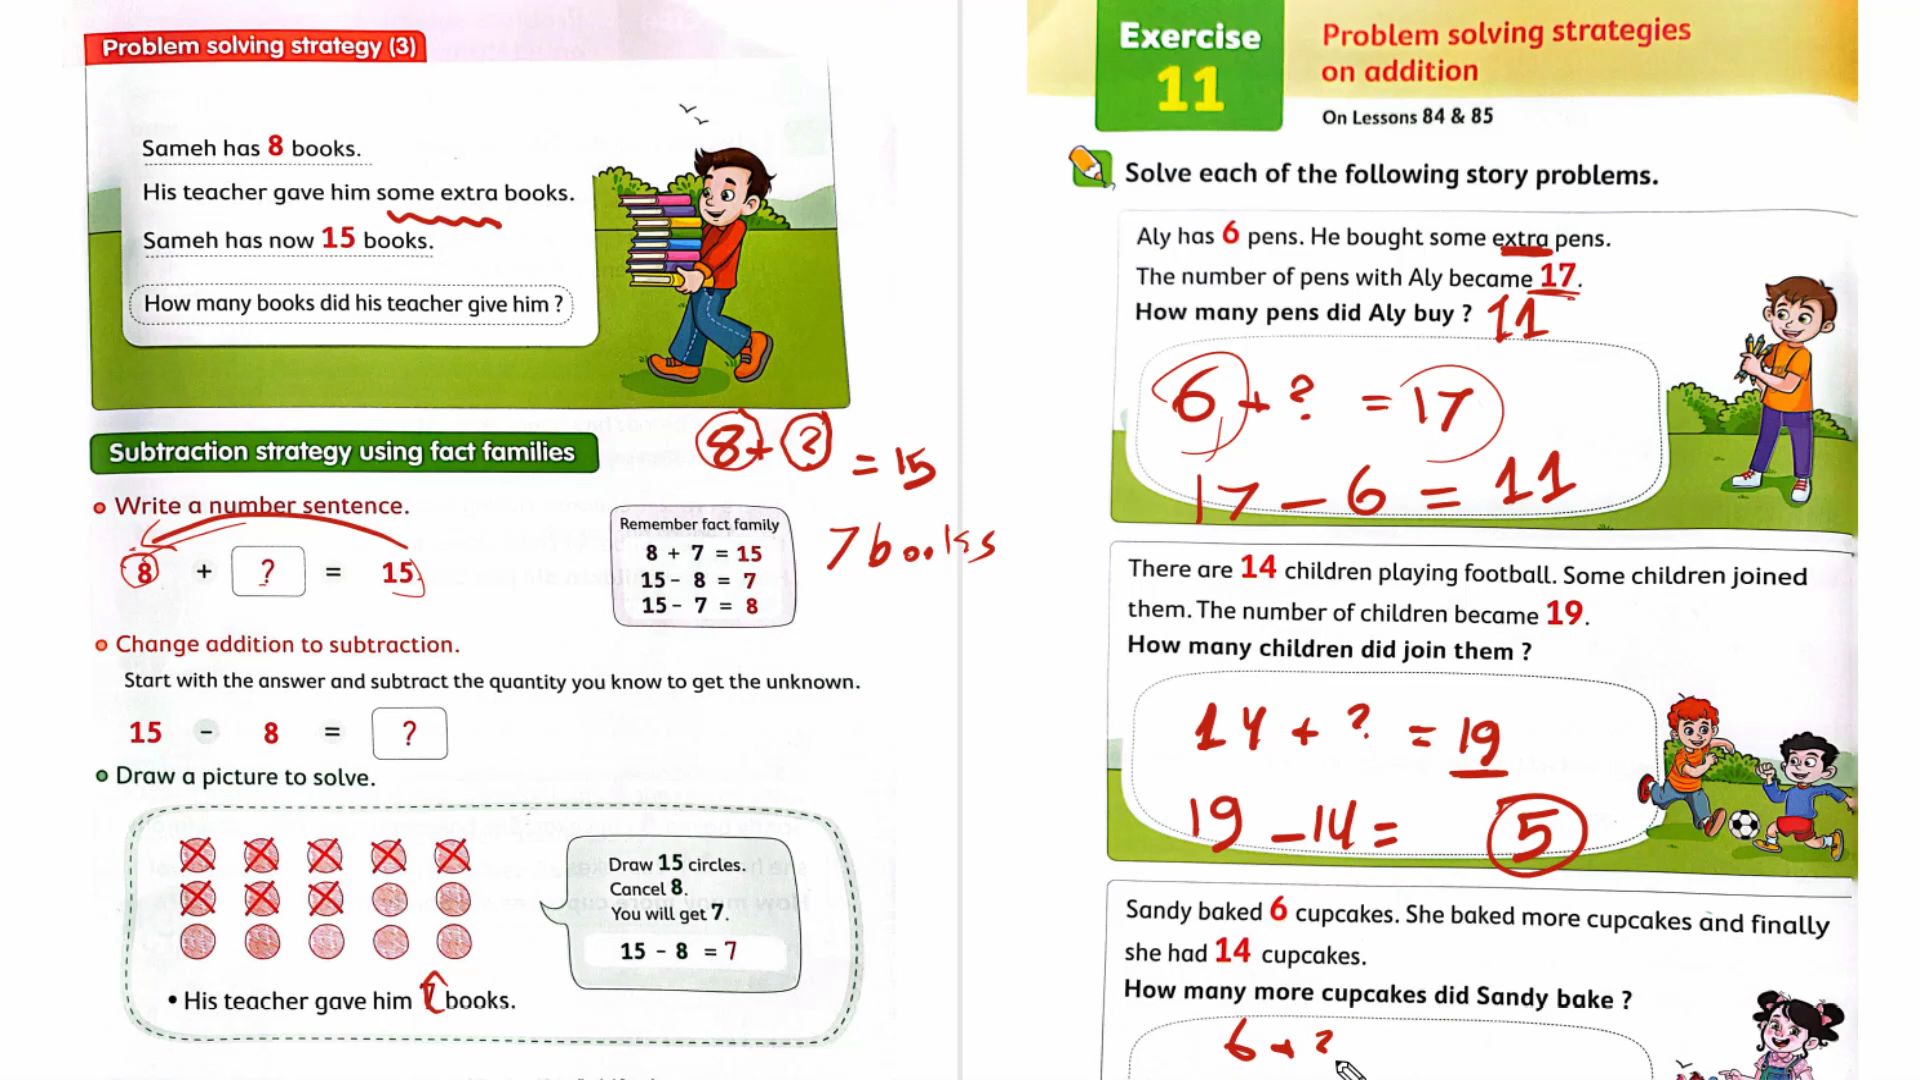 Problem solving strategy (3)
Sameh has 8 books.
His teacher gave him some extra books.
Sameh has now 15 books.
How many books did his teacher give him ?
Subtraction strategy using fact families
8 + ? = 15
Write a number sentence.
8 + ? = 15
Remember fact family
8 + 7 = 15
15 - 8 = 7
15 - 7 = 8
7 books
Change addition to subtraction.
Start with the answer and subtract the quantity you know to get the unknown.
15 - 8 = ?
Draw a picture to solve.
Draw 15 circles.
Cancel 8.
You will get 7.
15 - 8 = 7
• His teacher gave him 7 books.
Exercise
11
Problem solving strategies
on addition
On Lessons 84 & 85
Solve each of the following story problems.
Aly has 6 pens. He bought some extra pens.
The number of pens with Aly became 17.
How many pens did Aly buy ? 11
6 + ? = 17
17 - 6 = 11
There are 14 children playing football. Some children joined
them. The number of children became 19.
How many children did join them ?
14 + ? = 19
19 - 14 = 5
Sandy baked 6 cupcakes. She baked more cupcakes and finally
she had 14 cupcakes.
How many more cupcakes did Sandy bake ?
6 + ?